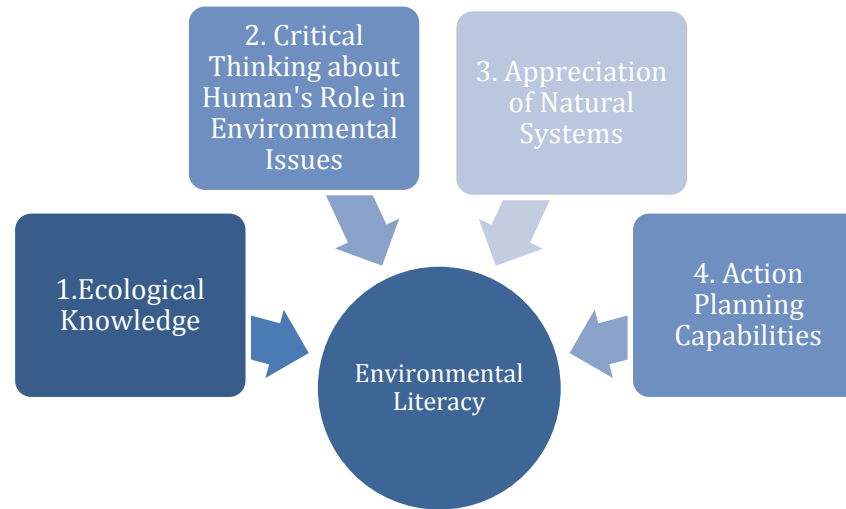 1.Ecological
Knowledge
2. Critical
Thinking about
Human's Role in
Environmental
Issues
3. Appreciation
of Natural
Systems
4. Action
Planning
Capabilities
Environmental
Literacy